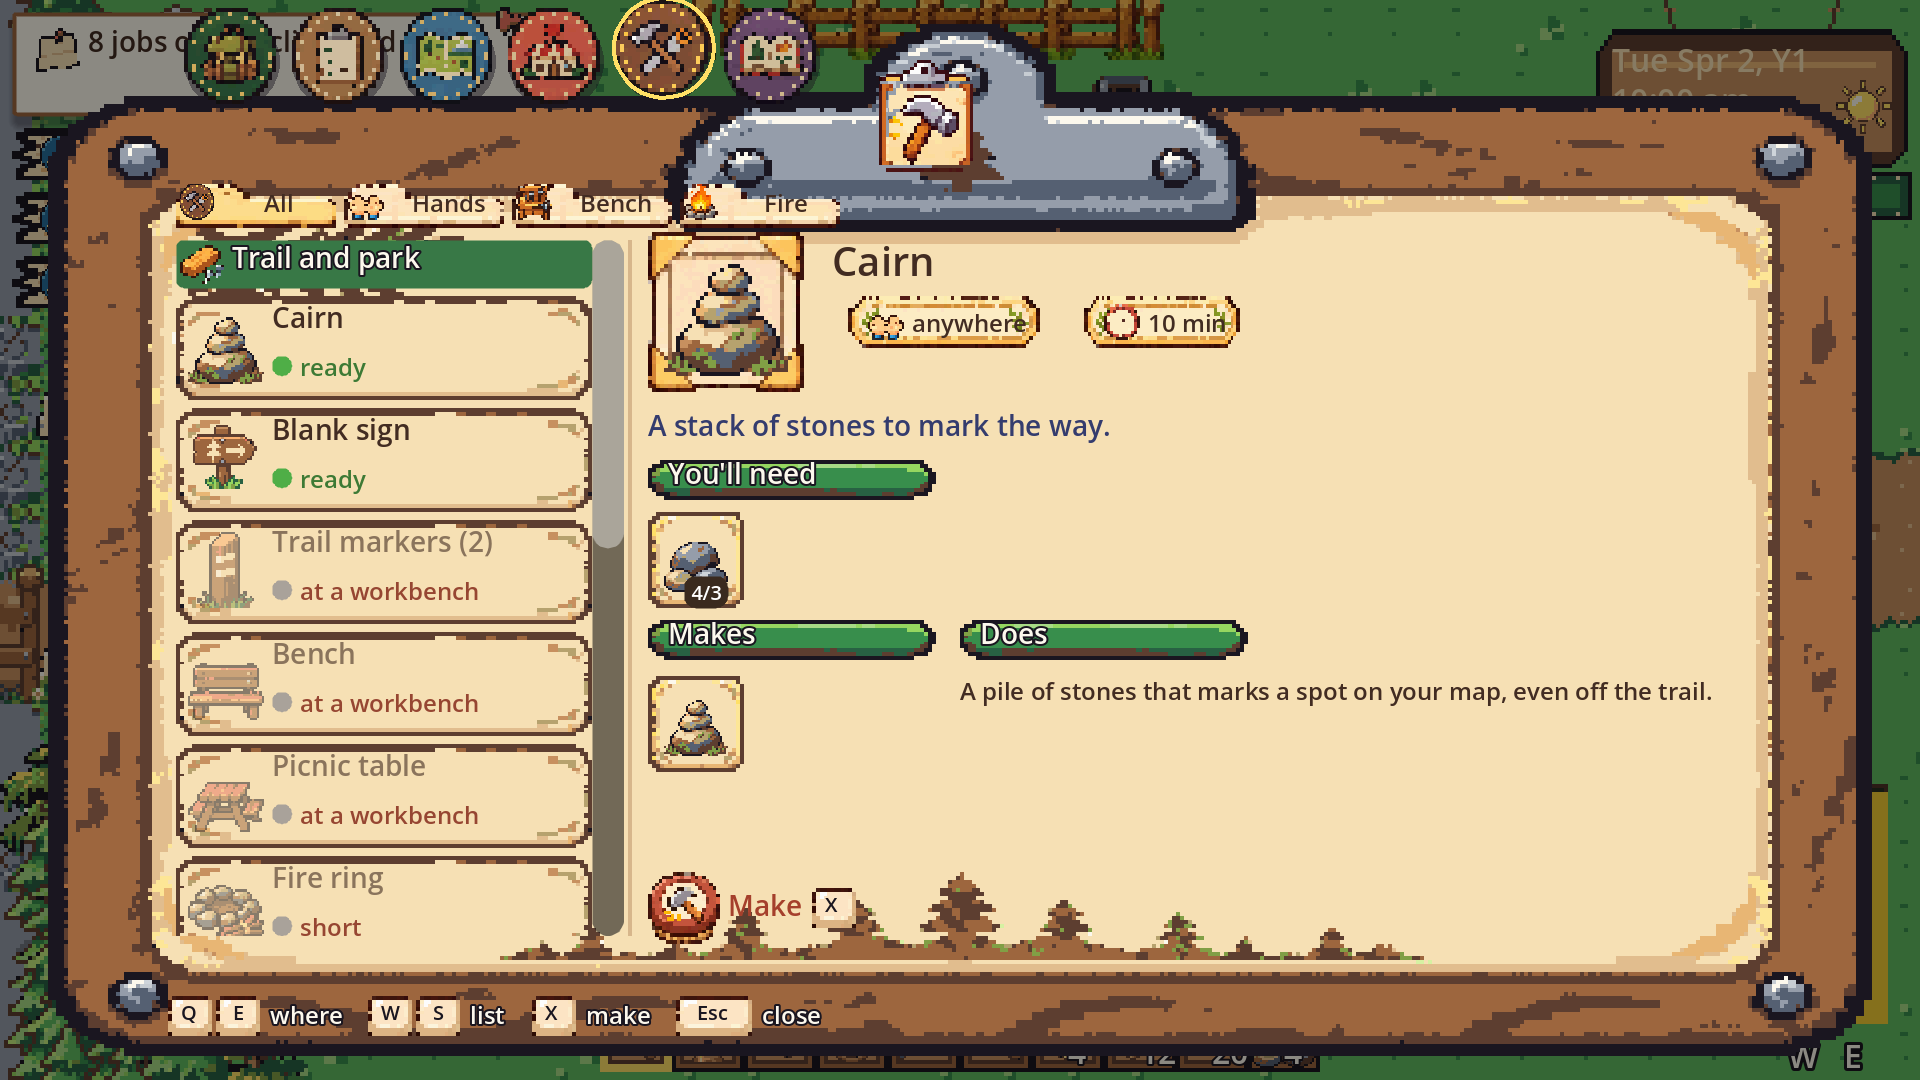 8 jobs
Tue Spr 2, Y1
All
Hands
Bench
Fire
Trail and park
Cairn
ready
Blank sign
ready
Trail markers (2)
at a workbench
Bench
at a workbench
Picnic table
at a workbench
Fire ring
short
Cairn
anywhere
10 min
A stack of stones to mark the way.
You'll need
4/3
Makes
Does
A pile of stones that marks a spot on your map, even off the trail.
Make X
Q E where W S list X make Esc close
W E